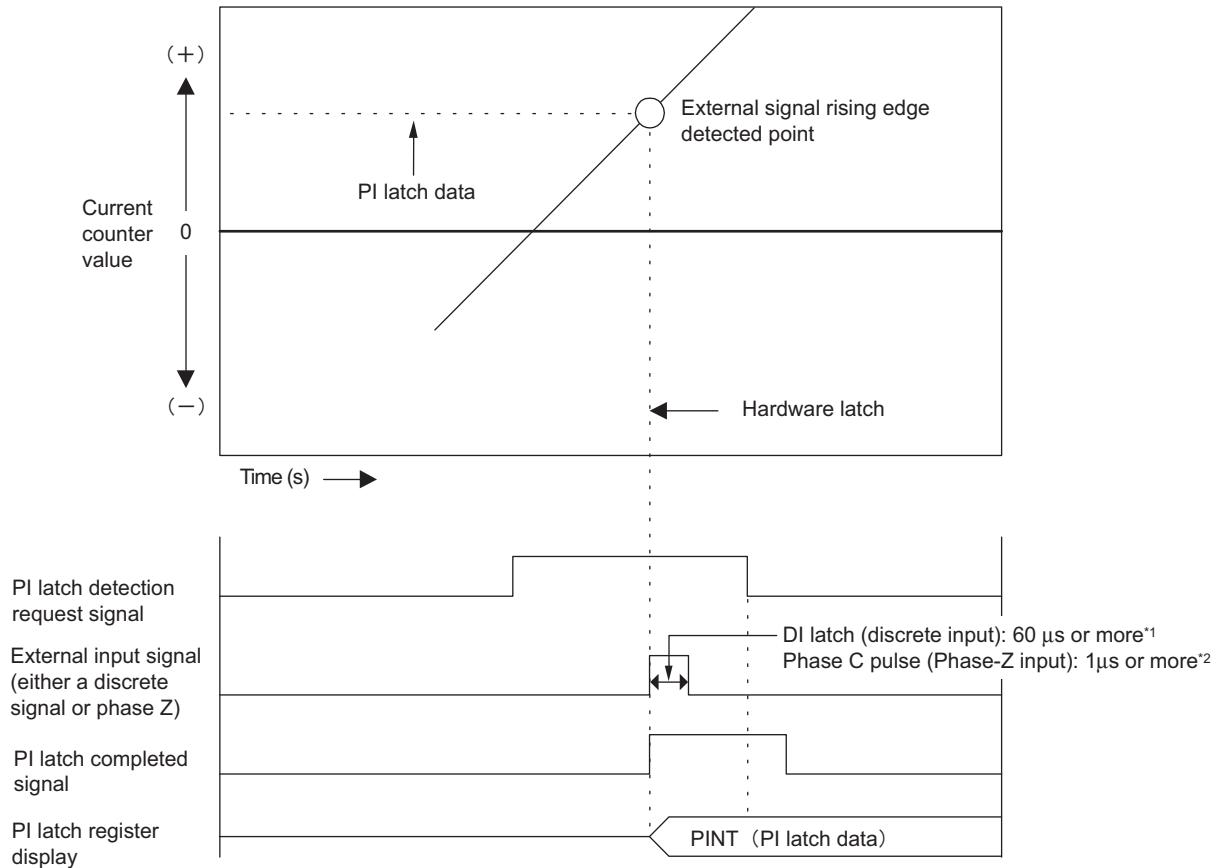 (+)
External signal rising edge
detected point
PI latch data
Current
counter
value
0
(－)
Hardware latch
Time (s)
PI latch detection
request signal
DI latch (discrete input): 60 μs or more*1
Phase C pulse (Phase-Z input): 1μs or more*2
External input signal
(either a discrete
signal or phase Z)
PI latch completed
signal
PI latch register
display
PINT (PI latch data)